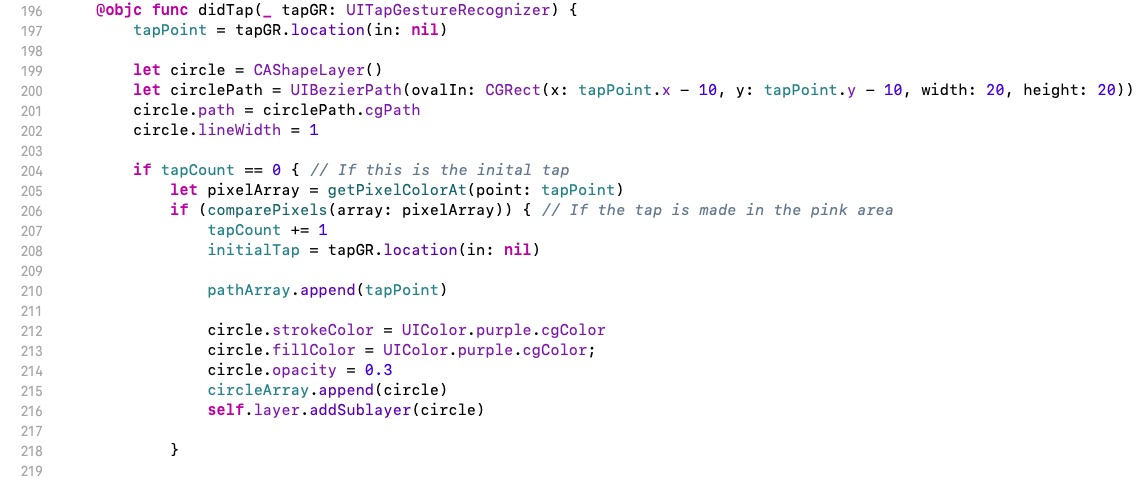 196 @objc func didTap(_ tapGR: UITapGestureRecognizer) {
197 tapPoint = tapGR.location(in: nil)
198
199 let circle = CAShapeLayer()
200 let circlePath = UIBezierPath(ovalIn: CGRect(x: tapPoint.x - 10, y: tapPoint.y - 10, width: 20, height: 20))
201 circle.path = circlePath.cgPath
202 circle.lineWidth = 1
203
204 if tapCount == 0 { // If this is the inital tap
205 let pixelArray = getPixelColorAt(point: tapPoint)
206 if (comparePixels(array: pixelArray)) { // If the tap is made in the pink area
207 tapCount += 1
208 initialTap = tapGR.location(in: nil)
209
210 pathArray.append(tapPoint)
211
212 circle.strokeColor = UIColor.purple.cgColor
213 circle.fillColor = UIColor.purple.cgColor;
214 circle.opacity = 0.3
215 circleArray.append(circle)
216 self.layer.addSublayer(circle)
217
218 }
219